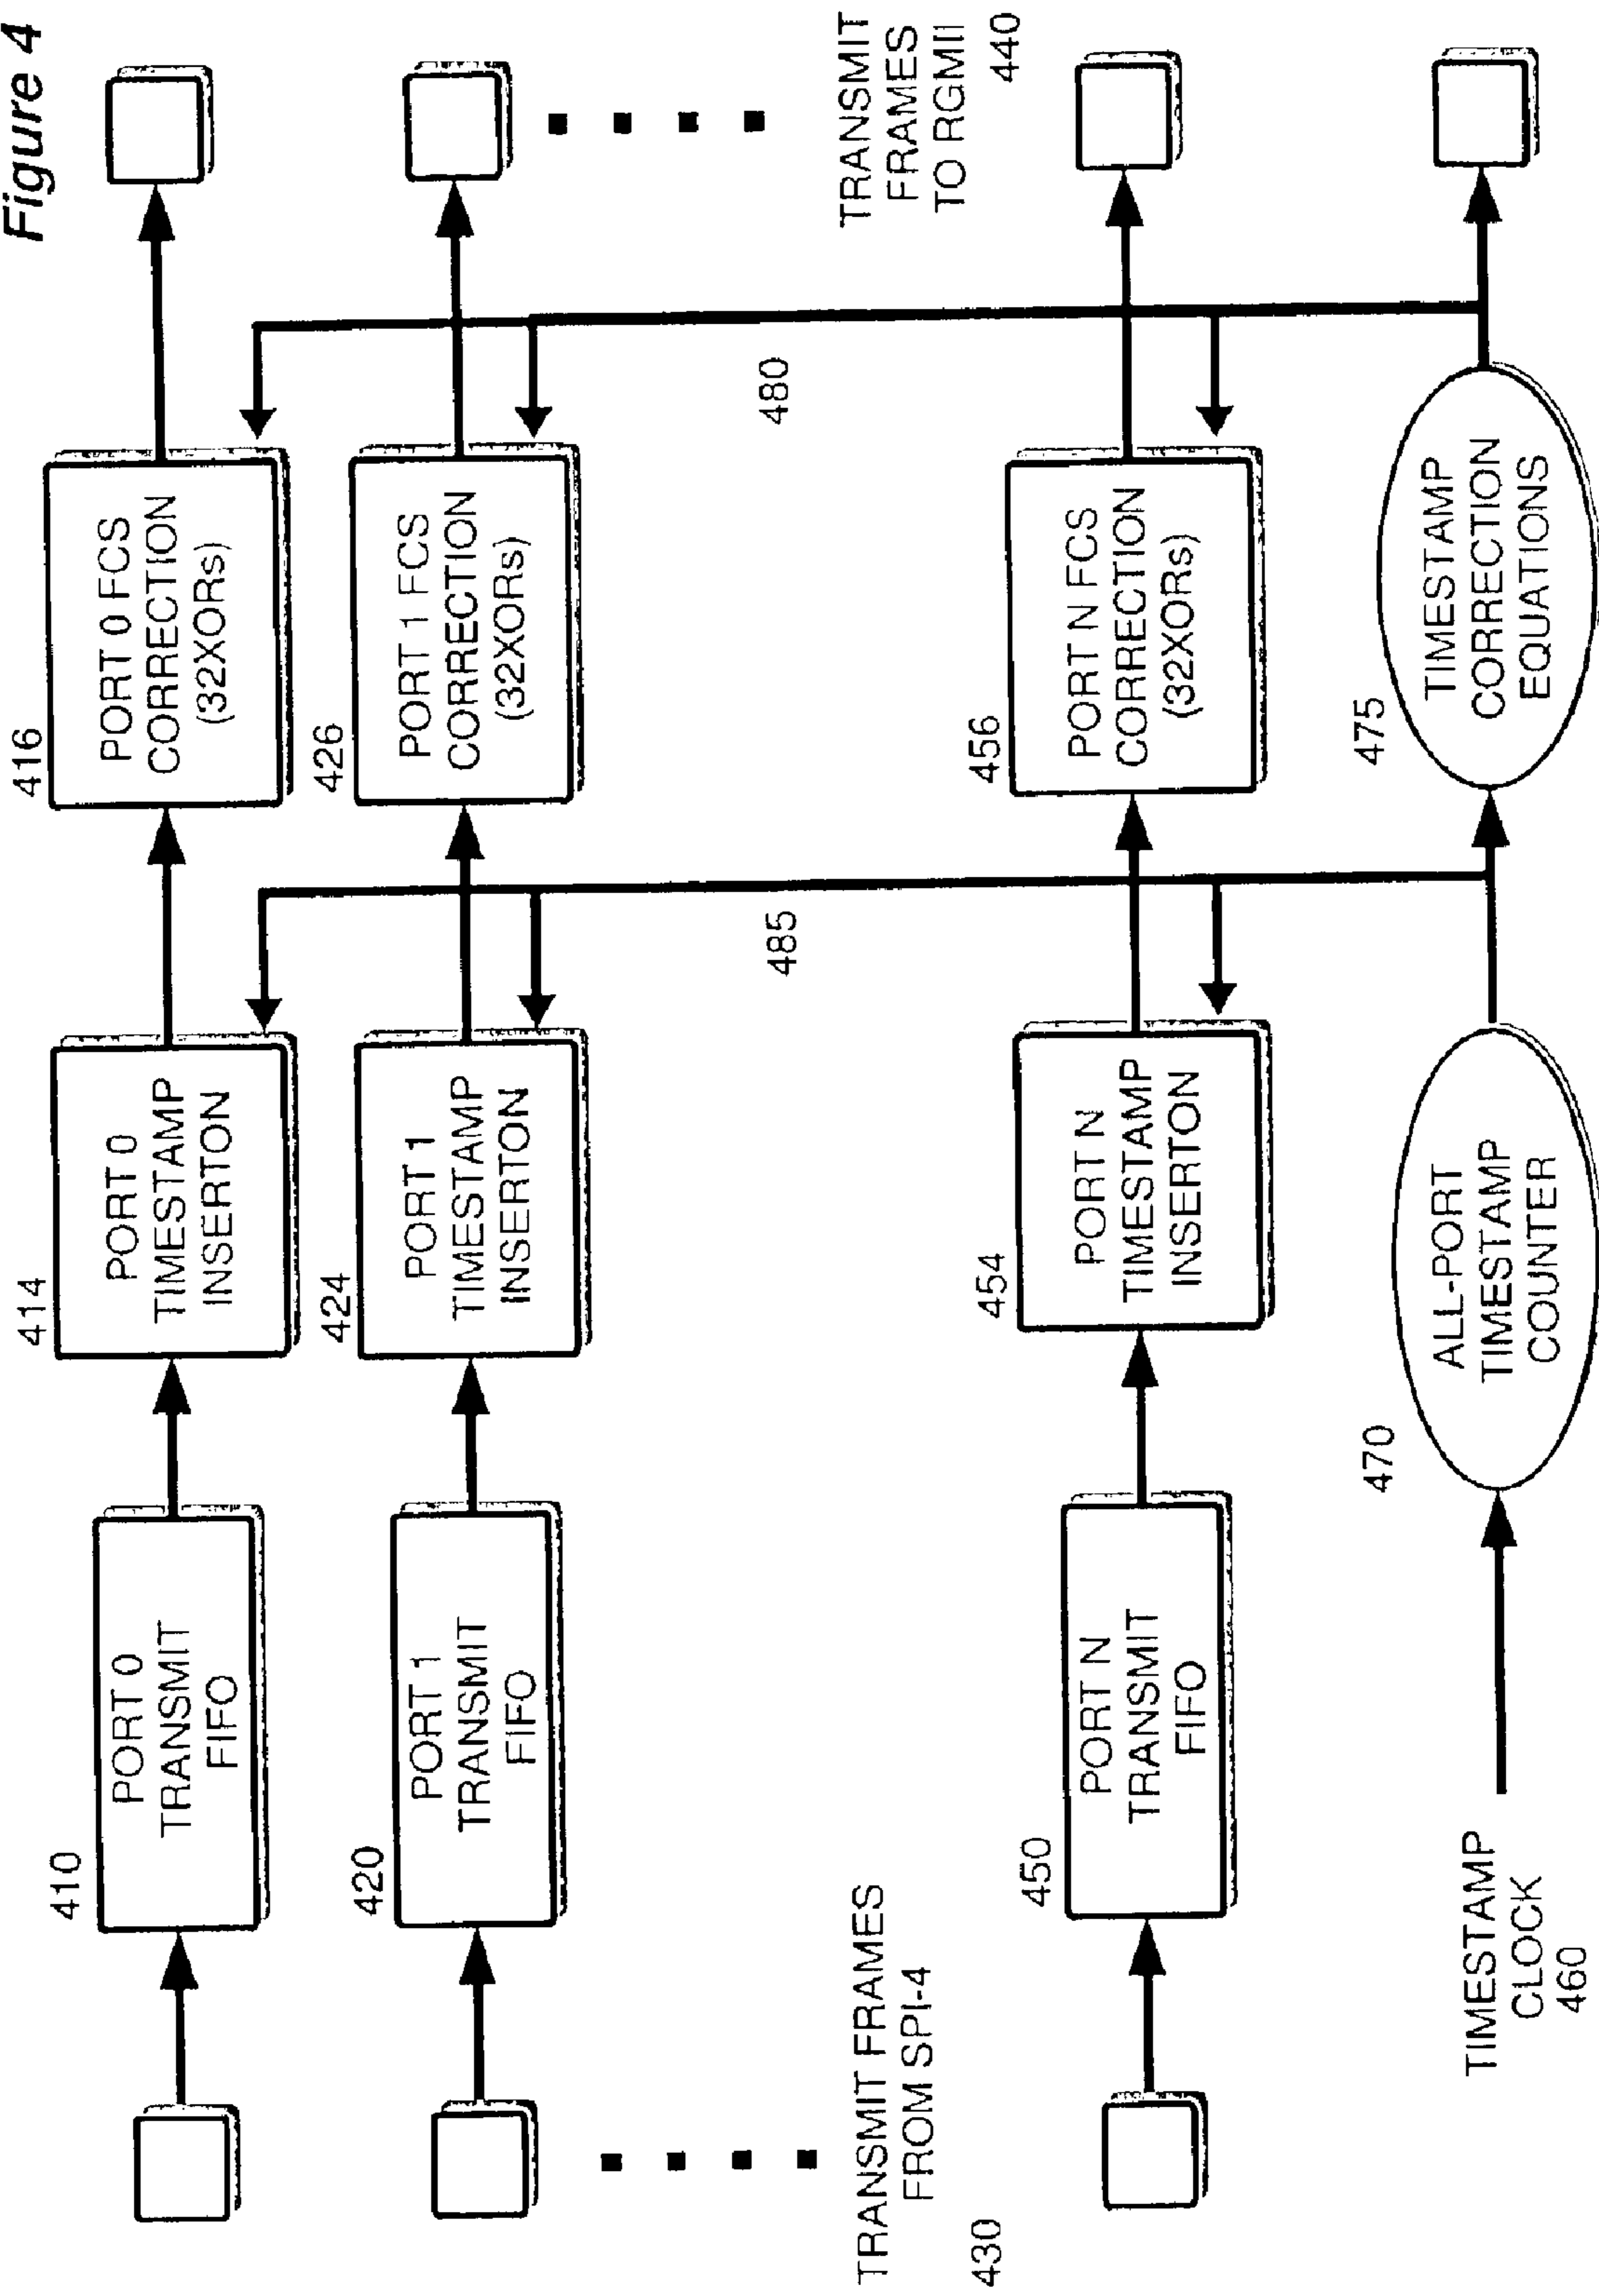 Figure 4
410
PORT 0
TRANSMIT
FIFO
414
PORT 0
TIMESTAMP
INSERTON
416
PORT 0 FCS
CORRECTION
(32XORs)
420
PORT 1
TRANSMIT
FIFO
424
PORT 1
TIMESTAMP
INSERTON
426
PORT 1 FCS
CORRECTION
(32XORs)
TRANSMIT FRAMES
FROM SPI-4
430
485
480
TRANSMIT
FRAMES
TO RGMII
440
450
PORT N
TRANSMIT
FIFO
454
PORT N
TIMESTAMP
INSERTON
456
PORT N FCS
CORRECTION
(32XORs)
TIMESTAMP
CLOCK
460
470
ALL-PORT
TIMESTAMP
COUNTER
475
TIMESTAMP
CORRECTION
EQUATIONS